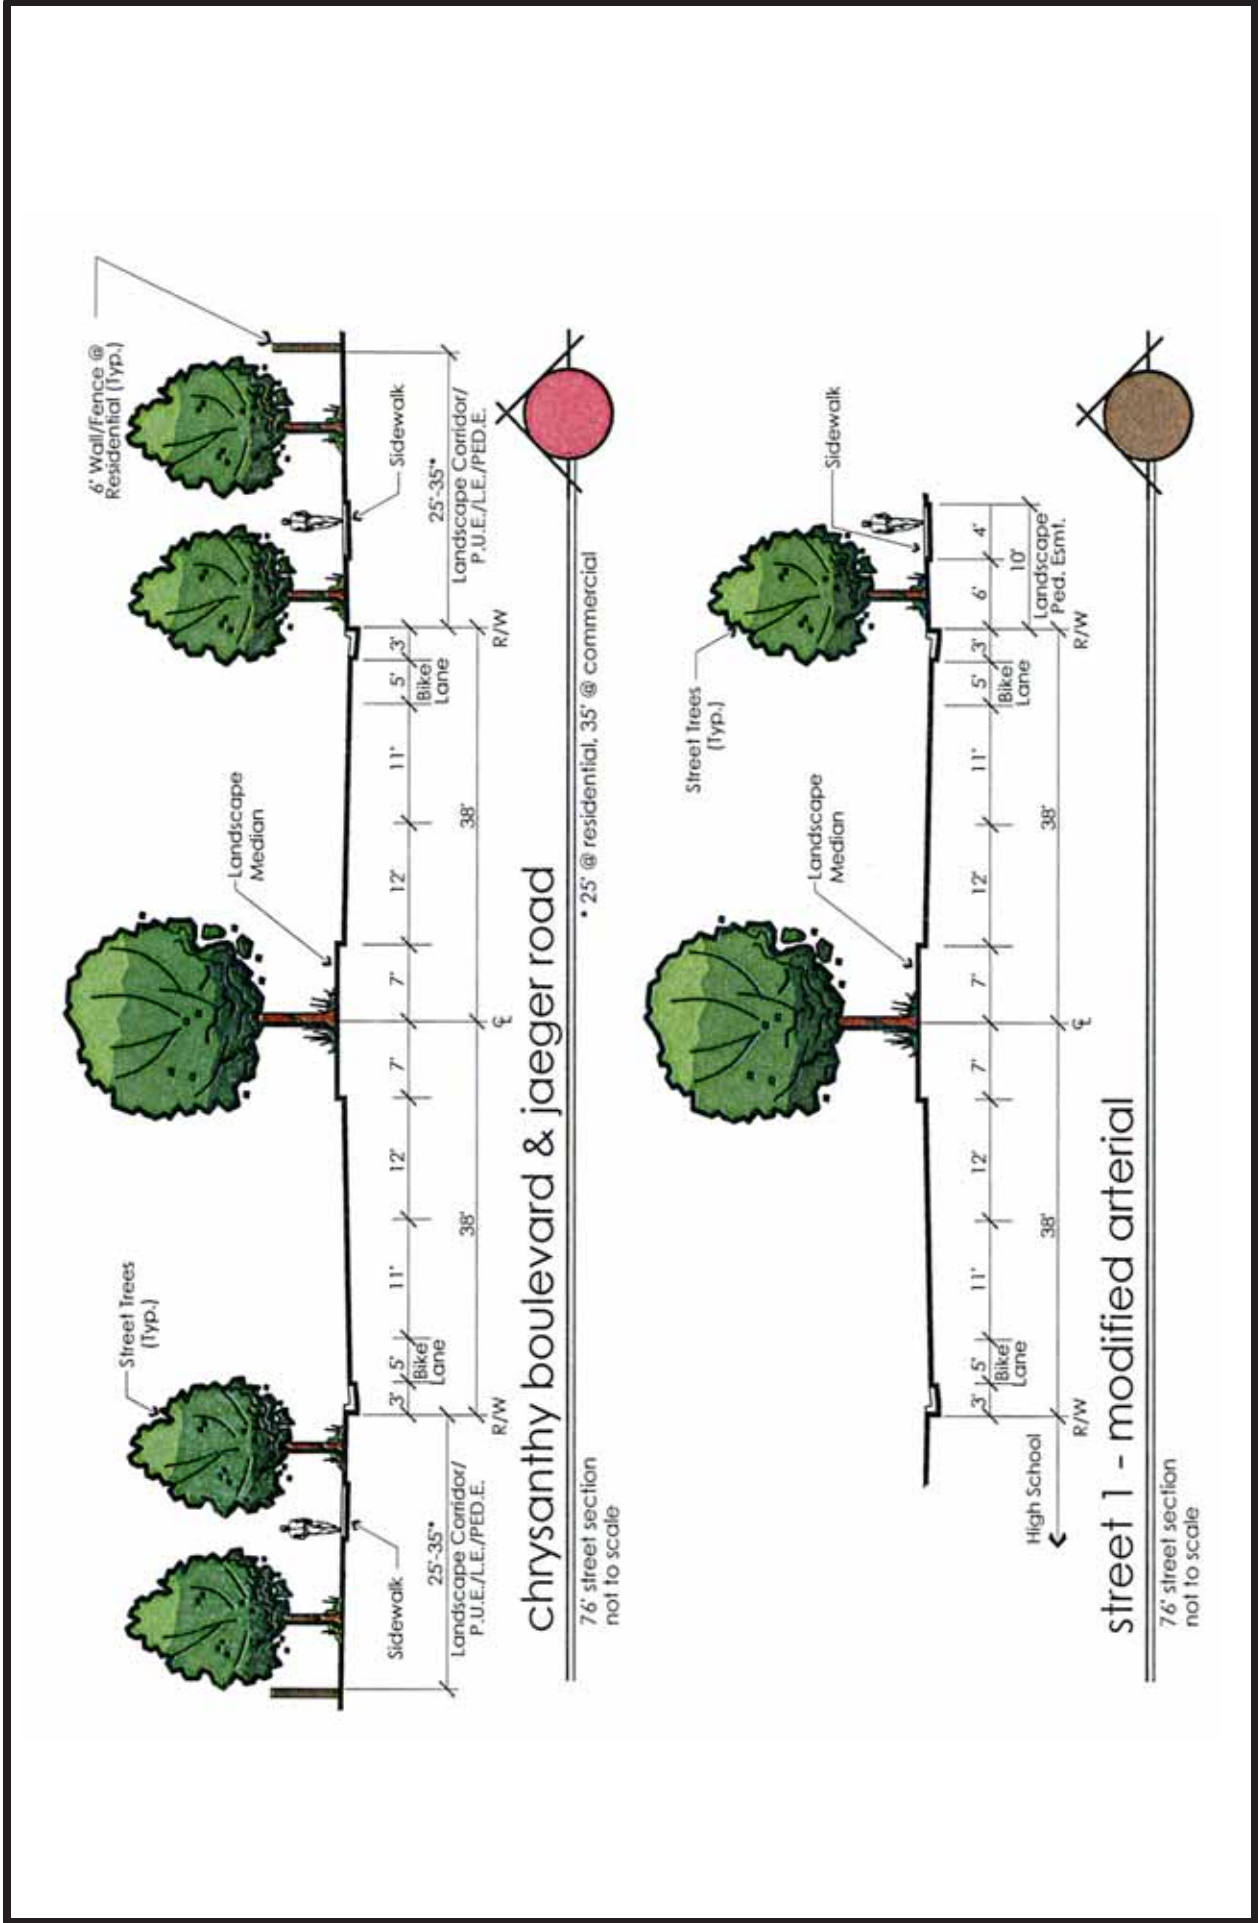 6' Wall/Fence @
Residential (Typ.)
Street Trees
(Typ.)
Landscape
Median
Sidewalk
Sidewalk
25'-35'*
Landscape Corridor/
P.U.E./L.E./PED.E.
3'
5'
Bike
Lane
11'
12'
7'
7'
12'
11'
5'
Bike
Lane
3'
25'-35'*
Landscape Corridor/
P.U.E./L.E./PED.E.
38'
38'
R/W
℄
R/W
chrysanthy boulevard & jaeger road
76' street section
not to scale
* 25' @ residential, 35' @ commercial
Street Trees
(Typ.)
Landscape
Median
Sidewalk
3'
5'
Bike
Lane
11'
12'
7'
7'
12'
11'
5'
Bike
Lane
3'
6'
4'
10'
Landscape
Ped. Esmt.
High School
38'
38'
R/W
℄
R/W
street 1 - modified arterial
76' street section
not to scale